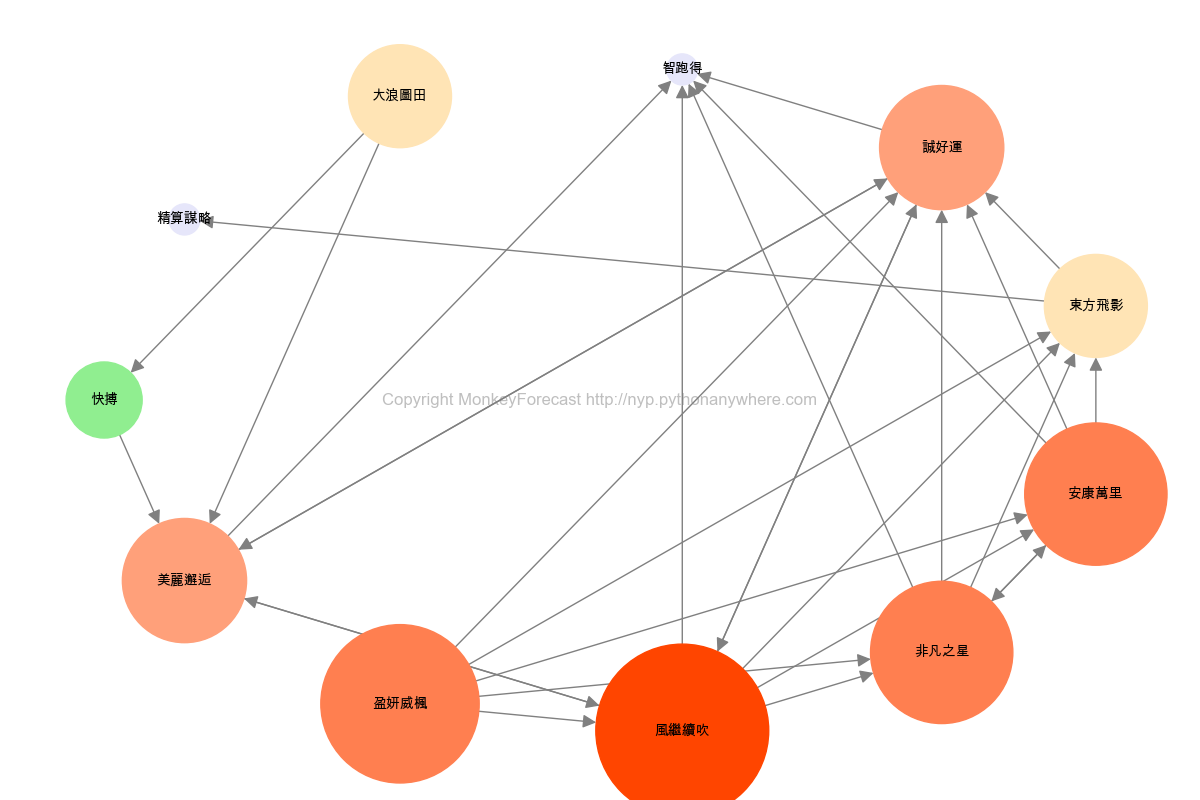 智跑得
大浪圖田
誠好運
精算謀略
東方飛影
快搏
Copyright MonkeyForecast http://nyp.pythonanywhere.com
安康萬里
美麗邂逅
非凡之星
盈妍威楓
風繼續吹